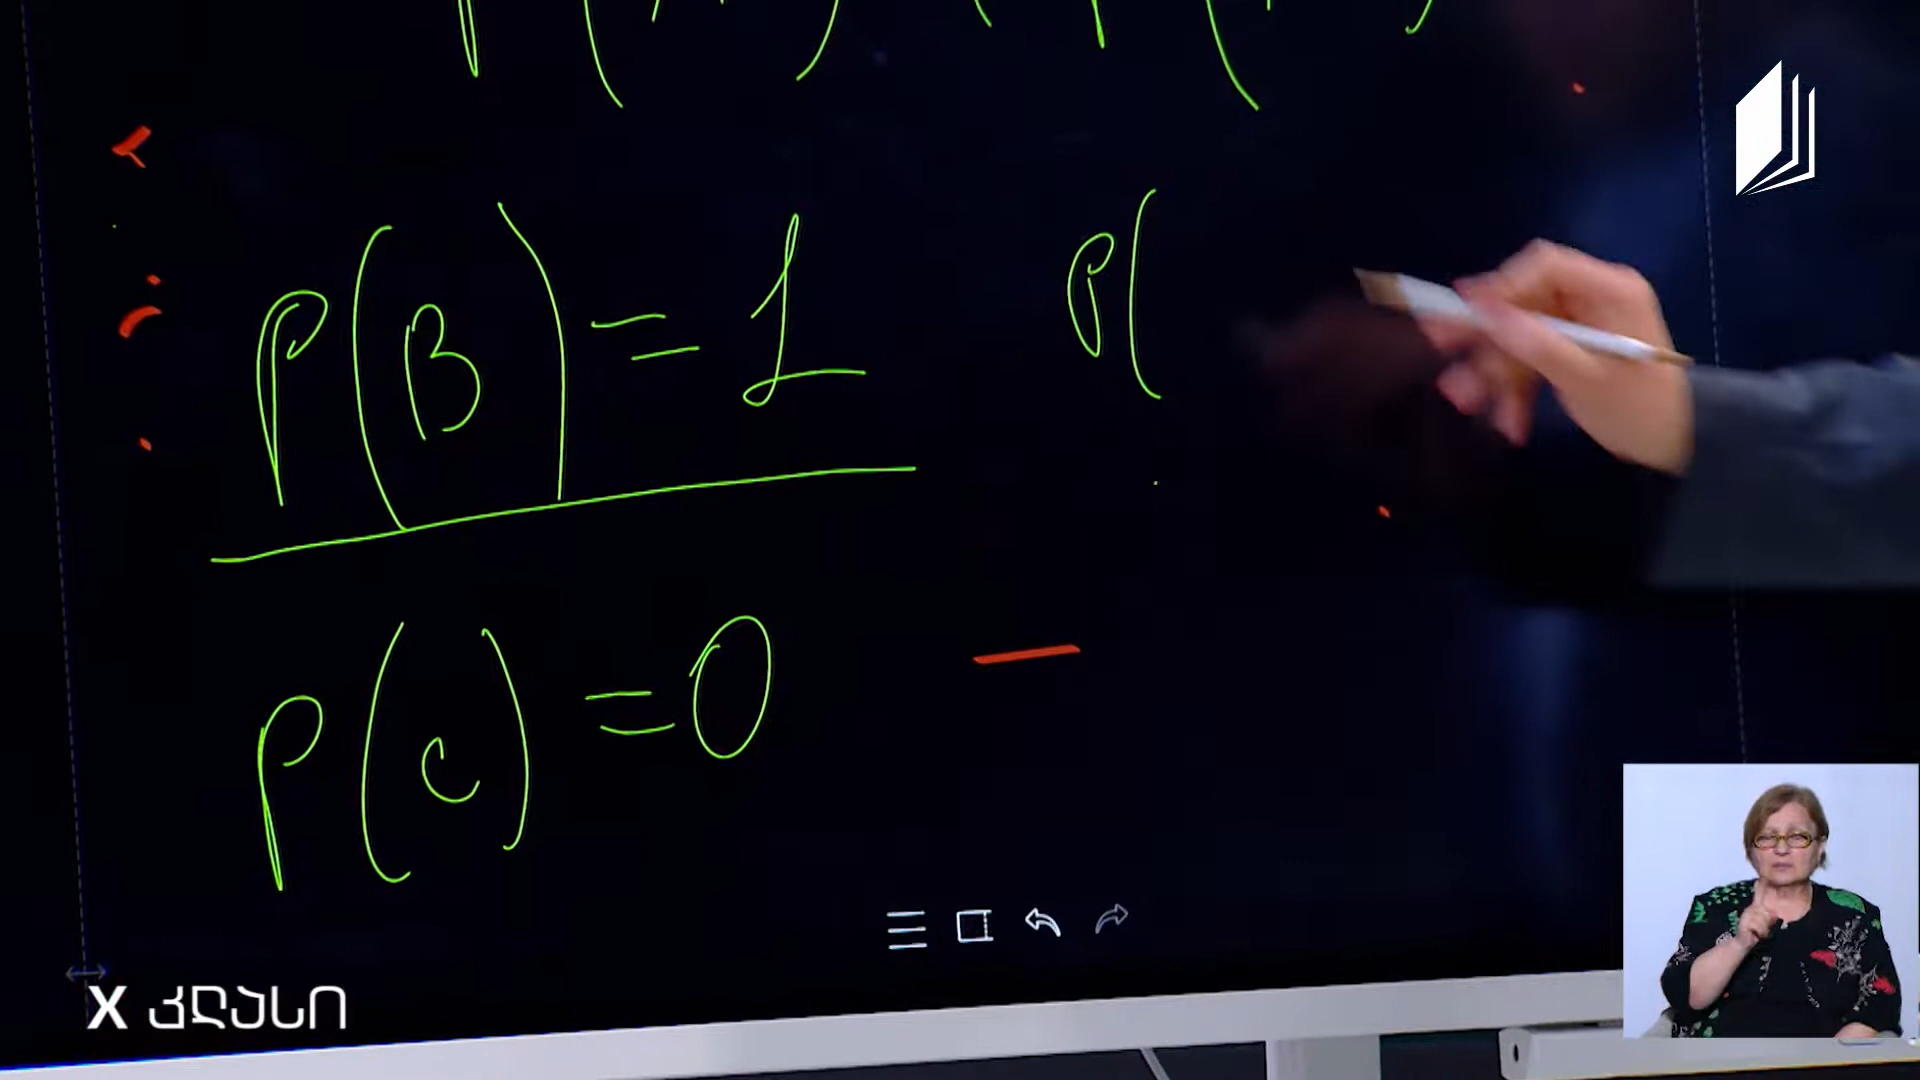 P(B) = 1 P(
P(C) = 0
X კლასი